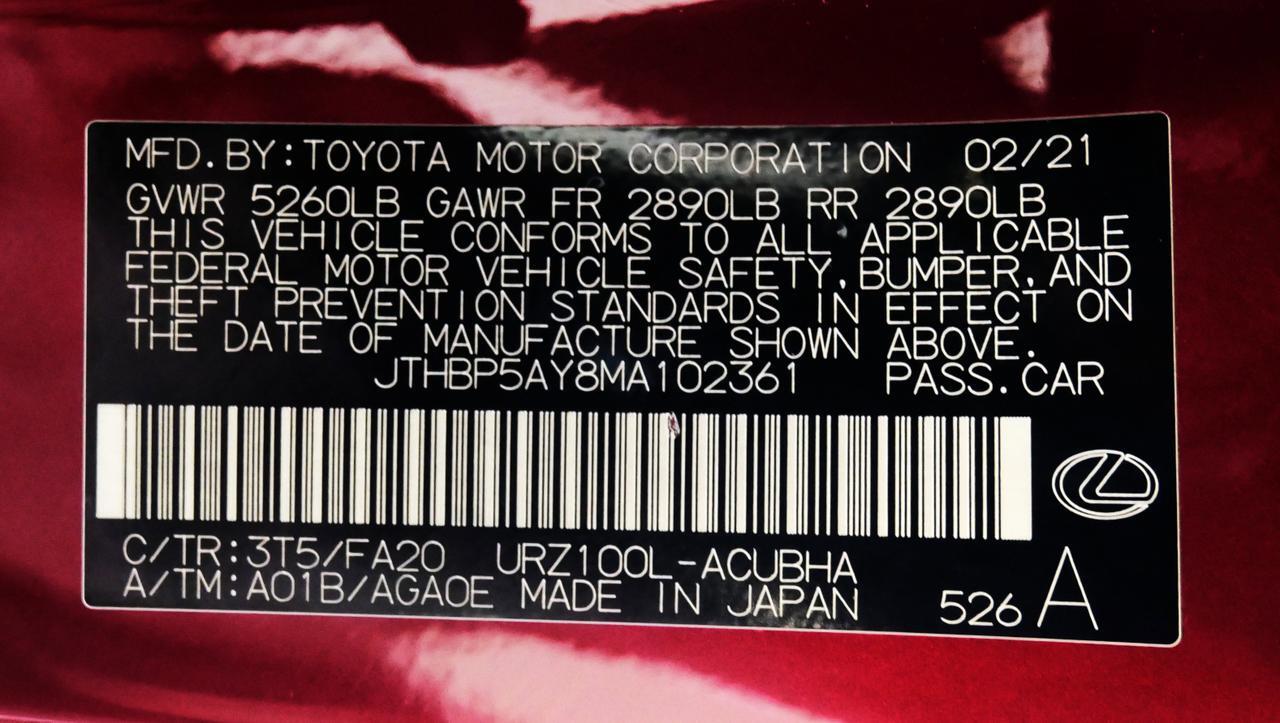 MFD.BY:TOYOTA MOTOR CORPORATION 02/21
GVWR 5260LB GAWR FR 2890LB RR 2890LB
THIS VEHICLE CONFORMS TO ALL APPLICABLE
FEDERAL MOTOR VEHICLE SAFETY,BUMPER,AND
THEFT PREVENTION STANDARDS IN EFFECT ON
THE DATE OF MANUFACTURE SHOWN ABOVE.
JTHBP5AY8MA102361 PASS.CAR
C/TR:3T5/FA20 URZ100L-ACUBHA
A/TM:A01B/AGA0E MADE IN JAPAN 526 A